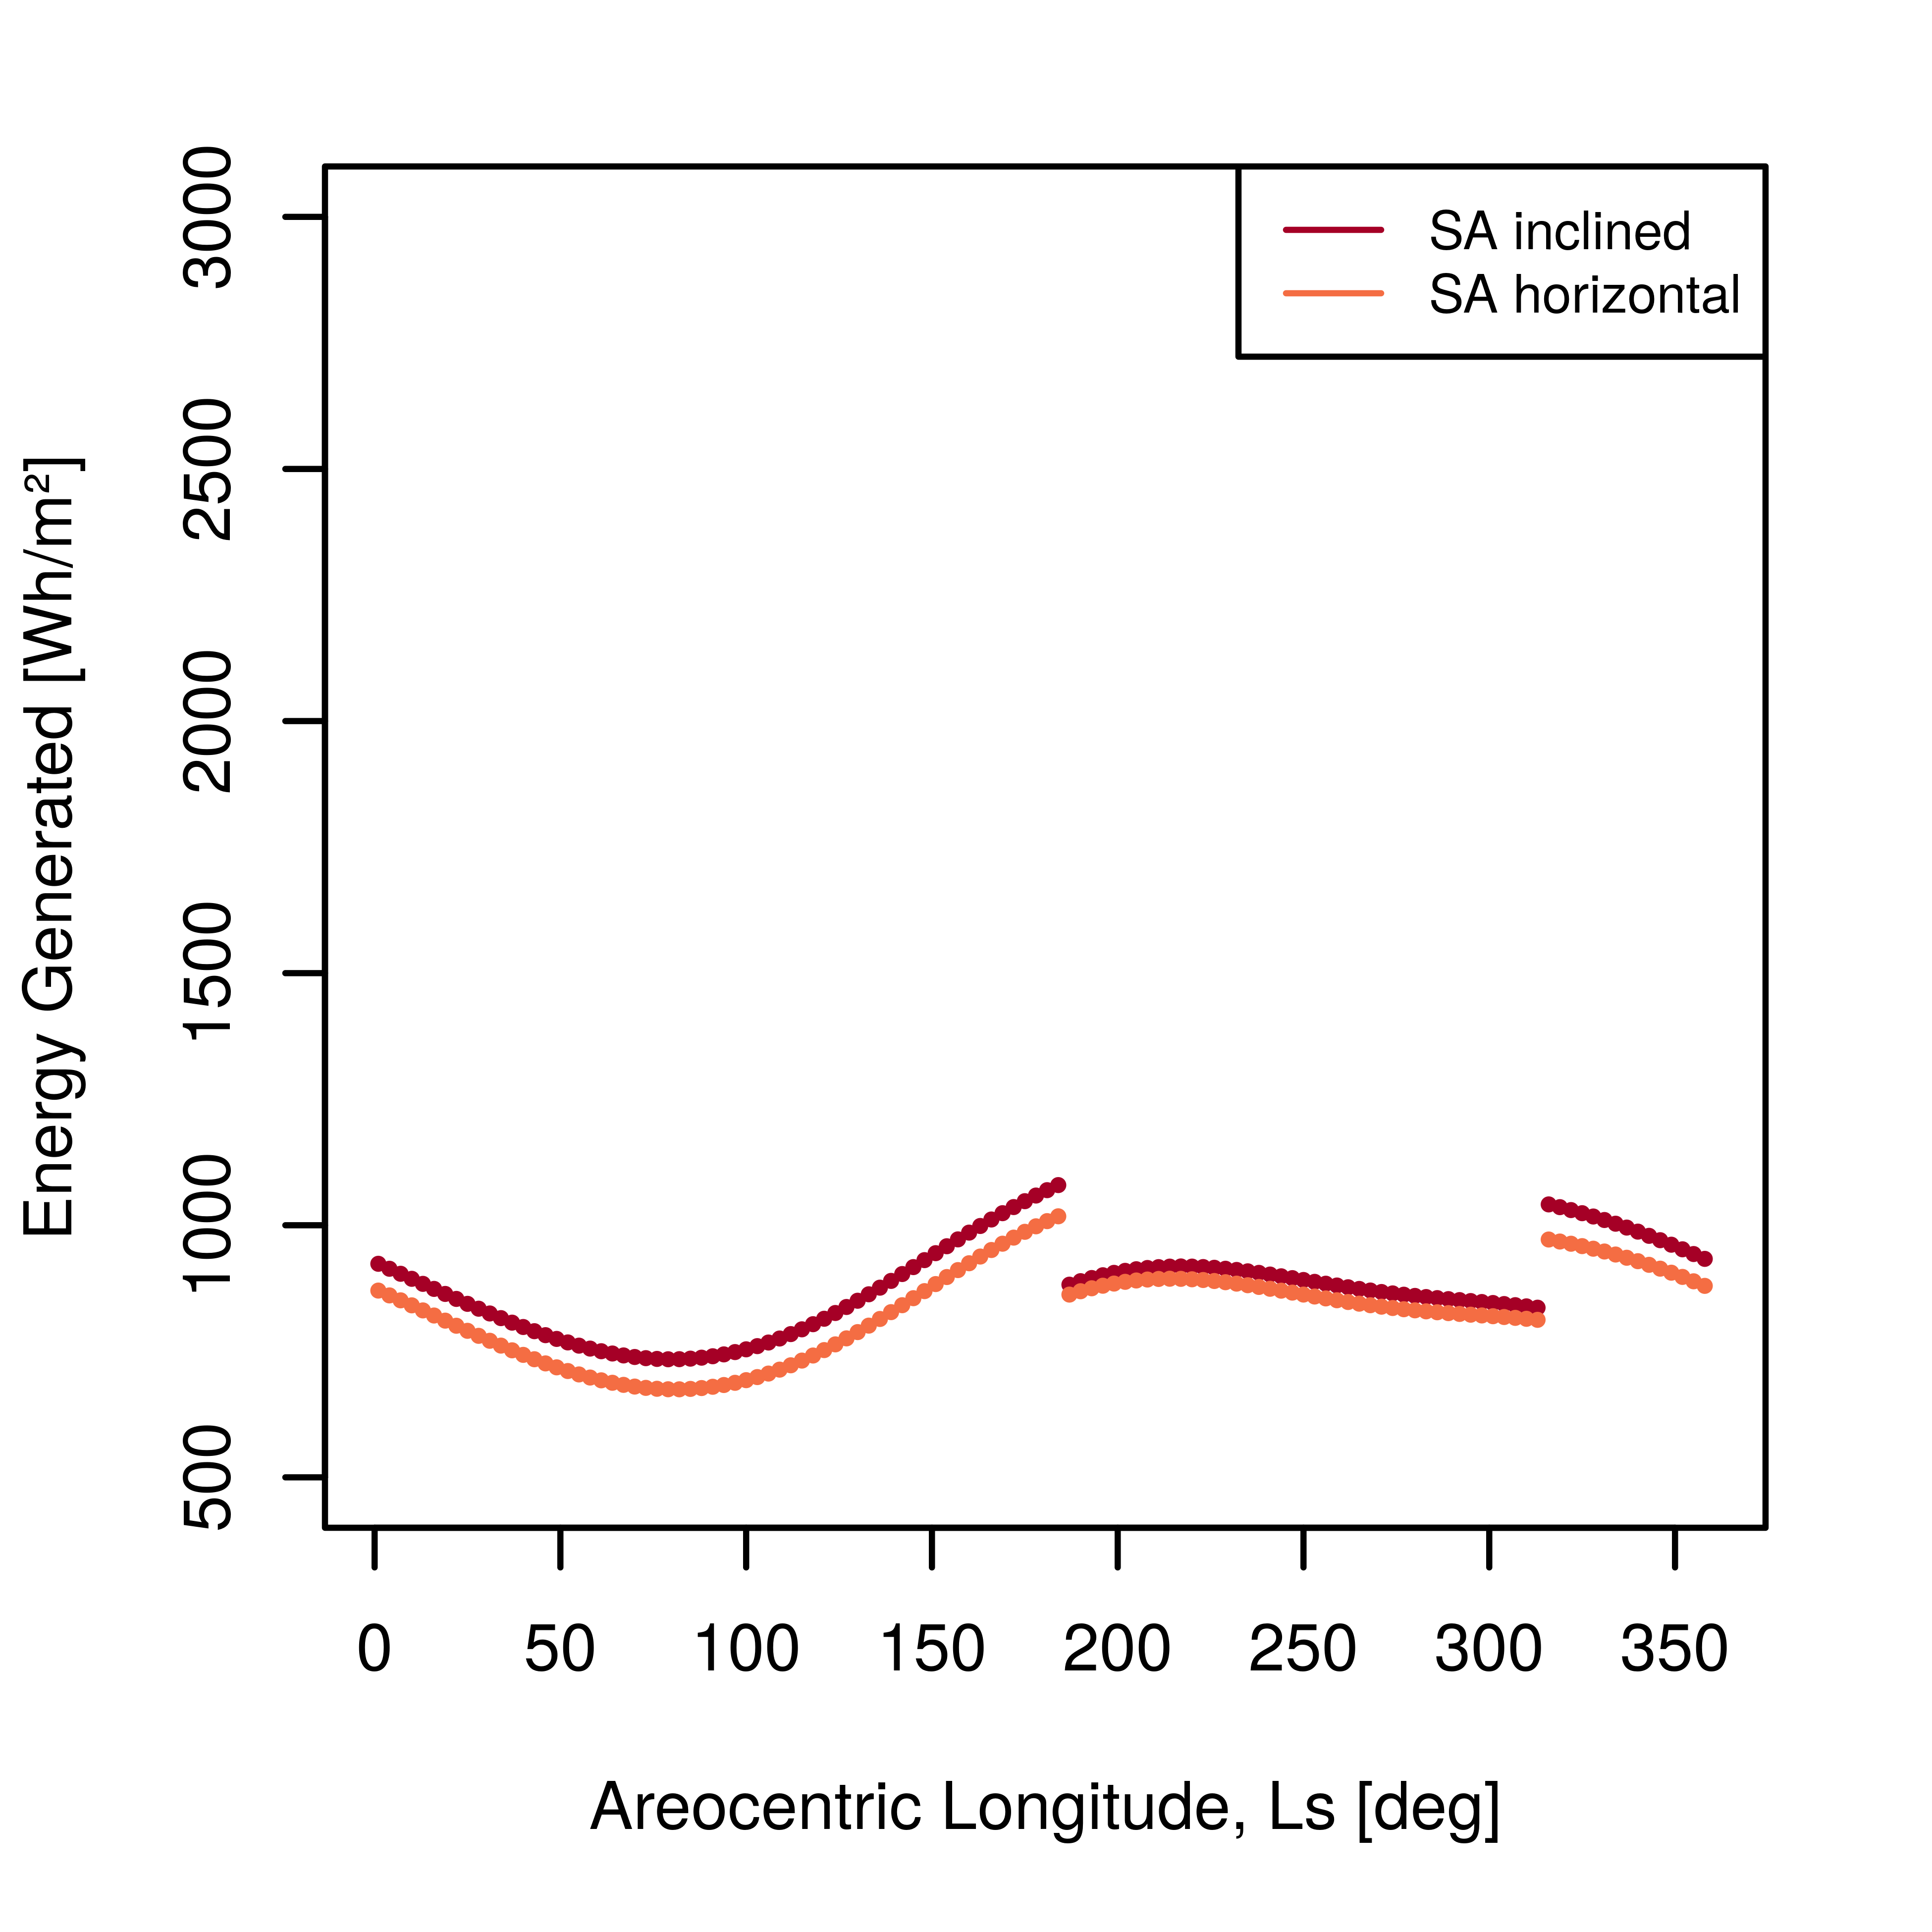 SA inclined
SA horizontal
Energy Generated [Wh/m²]
3000
2500
2000
1500
1000
500
0 50 100 150 200 250 300 350
Areocentric Longitude, Ls [deg]